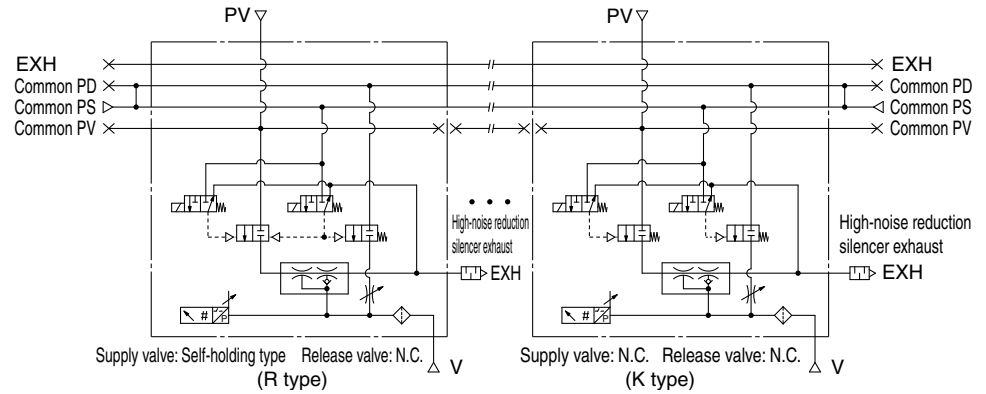 PV
PV
EXH
Common PD
Common PS
Common PV
EXH
Common PD
Common PS
Common PV
High-noise reduction
silencer exhaust
EXH
High-noise reduction
silencer exhaust
EXH
# P
# P
V
V
Supply valve: Self-holding type Release valve: N.C.
(R type)
Supply valve: N.C. Release valve: N.C.
(K type)